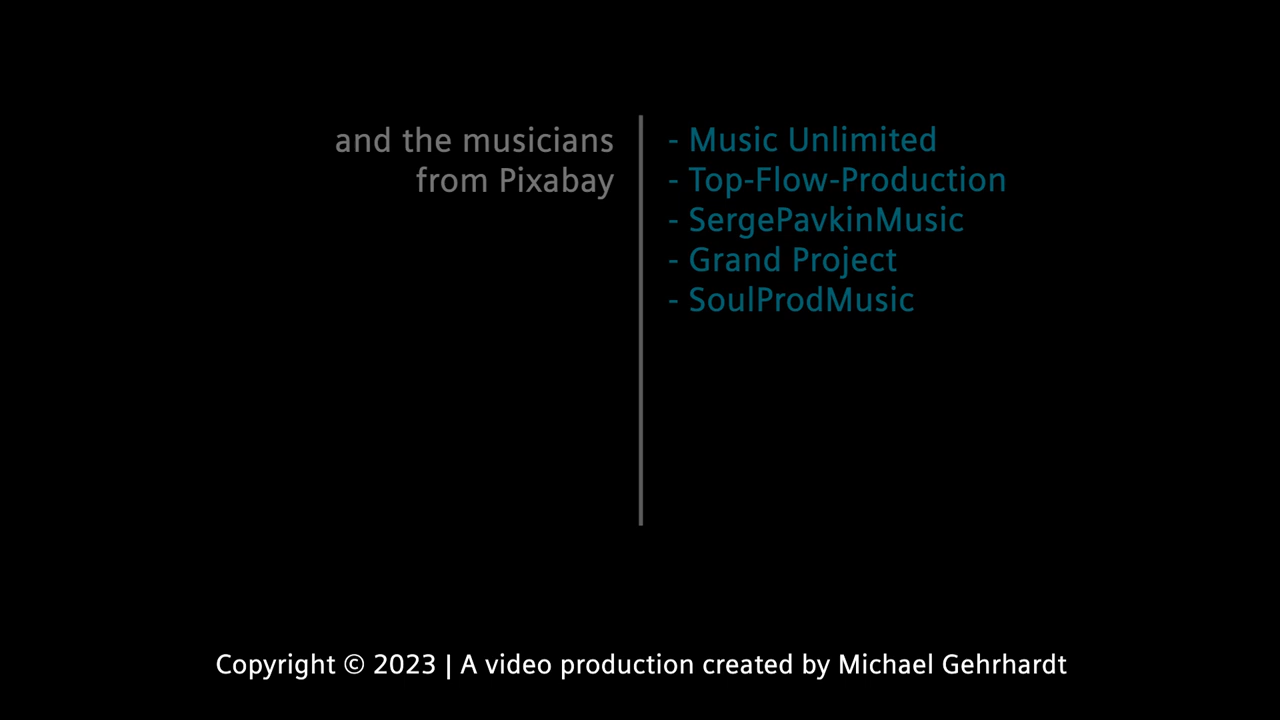 and the musicians
from Pixabay
- Music Unlimited
- Top-Flow-Production
- SergePavkinMusic
- Grand Project
- SoulProdMusic
Copyright © 2023 | A video production created by Michael Gehrhardt